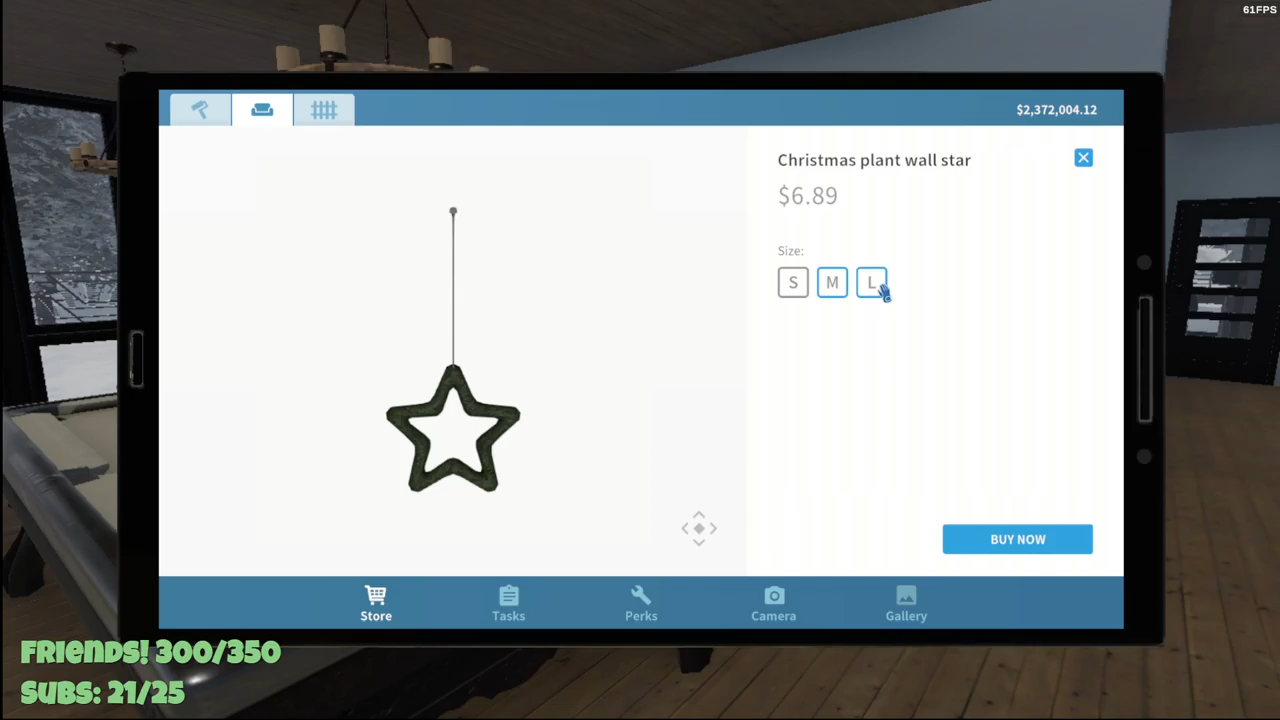 61FPS
$2,372,004.12
Christmas plant wall star
$6.89
Size:
S M L
BUY NOW
Store Tasks Perks Camera Gallery
Friends! 300/350
Subs: 21/25